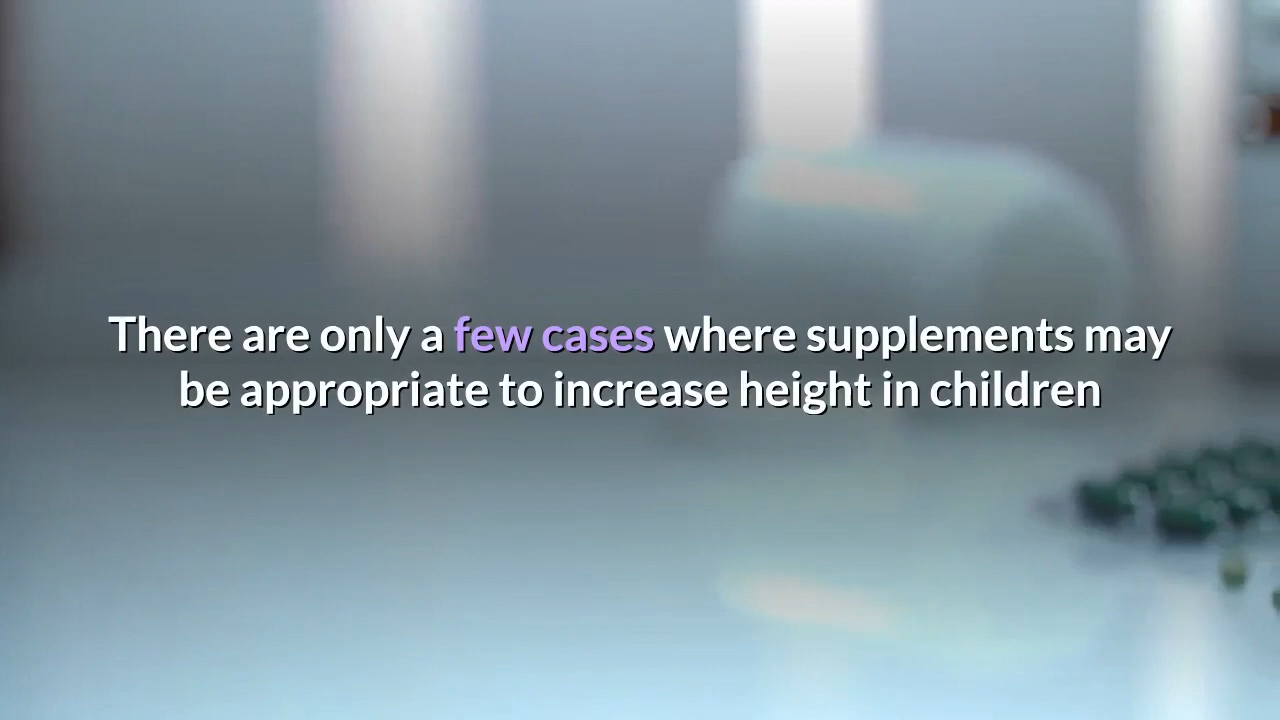 There are only a few cases where supplements may
be appropriate to increase height in children